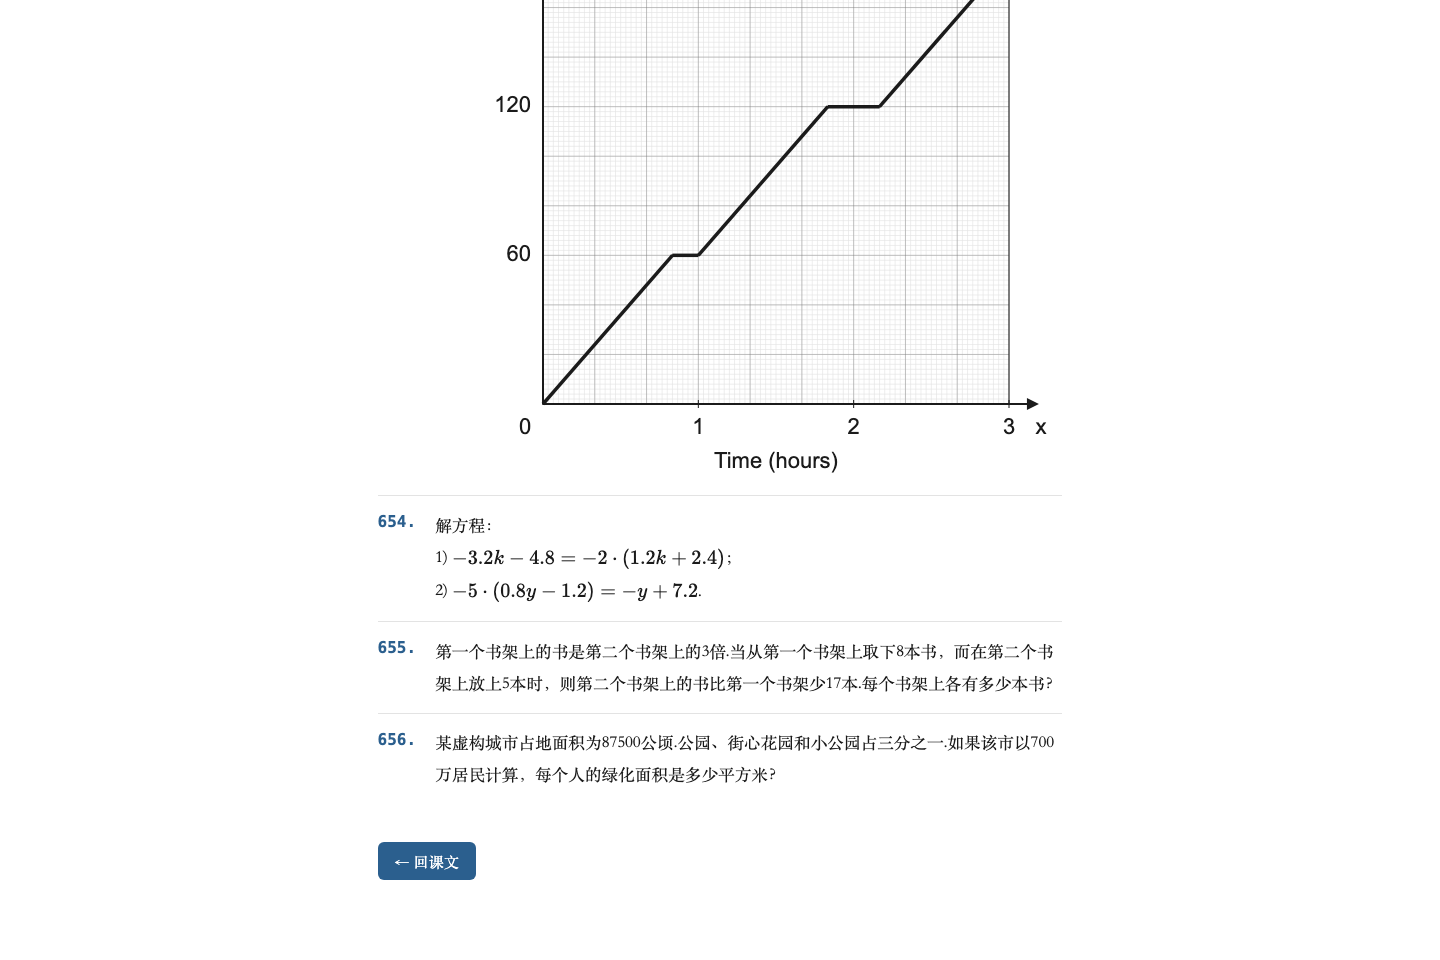 120
60
0
1
2
3
x
Time (hours)
654. 解方程：
1) −3.2k − 4.8 = −2 · (1.2k + 2.4)；
2) −5 · (0.8y − 1.2) = −y + 7.2.
655. 第一个书架上的书是第二个书架上的3倍.当从第一个书架上取下8本书，而在第二个书
架上放上5本时，则第二个书架上的书比第一个书架少17本.每个书架上各有多少本书？
656. 某虚构城市占地面积为87500公顷.公园、街心花园和小公园占三分之一.如果该市以700
万居民计算，每个人的绿化面积是多少平方米？
← 回课文